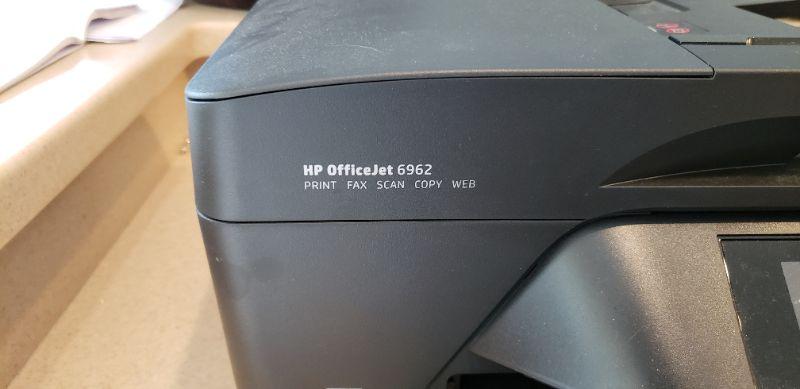 HP OfficeJet 6962
PRINT FAX SCAN COPY WEB